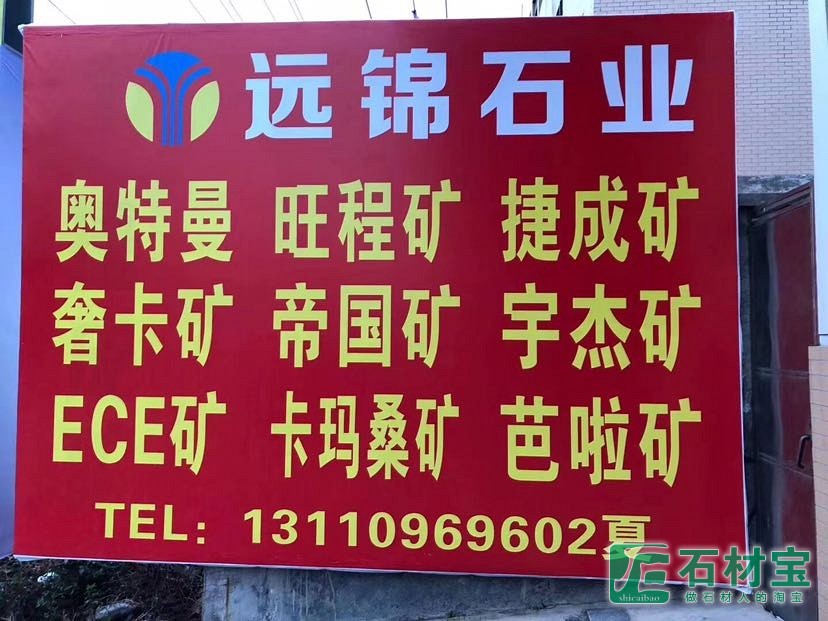 远锦石业
奥特曼 旺程矿 捷成矿
奢卡矿 帝国矿 宇杰矿
ECE矿 卡玛桑矿 芭啦矿
TEL：13110969602夏
石材宝
shicaibao
做石材人的淘宝